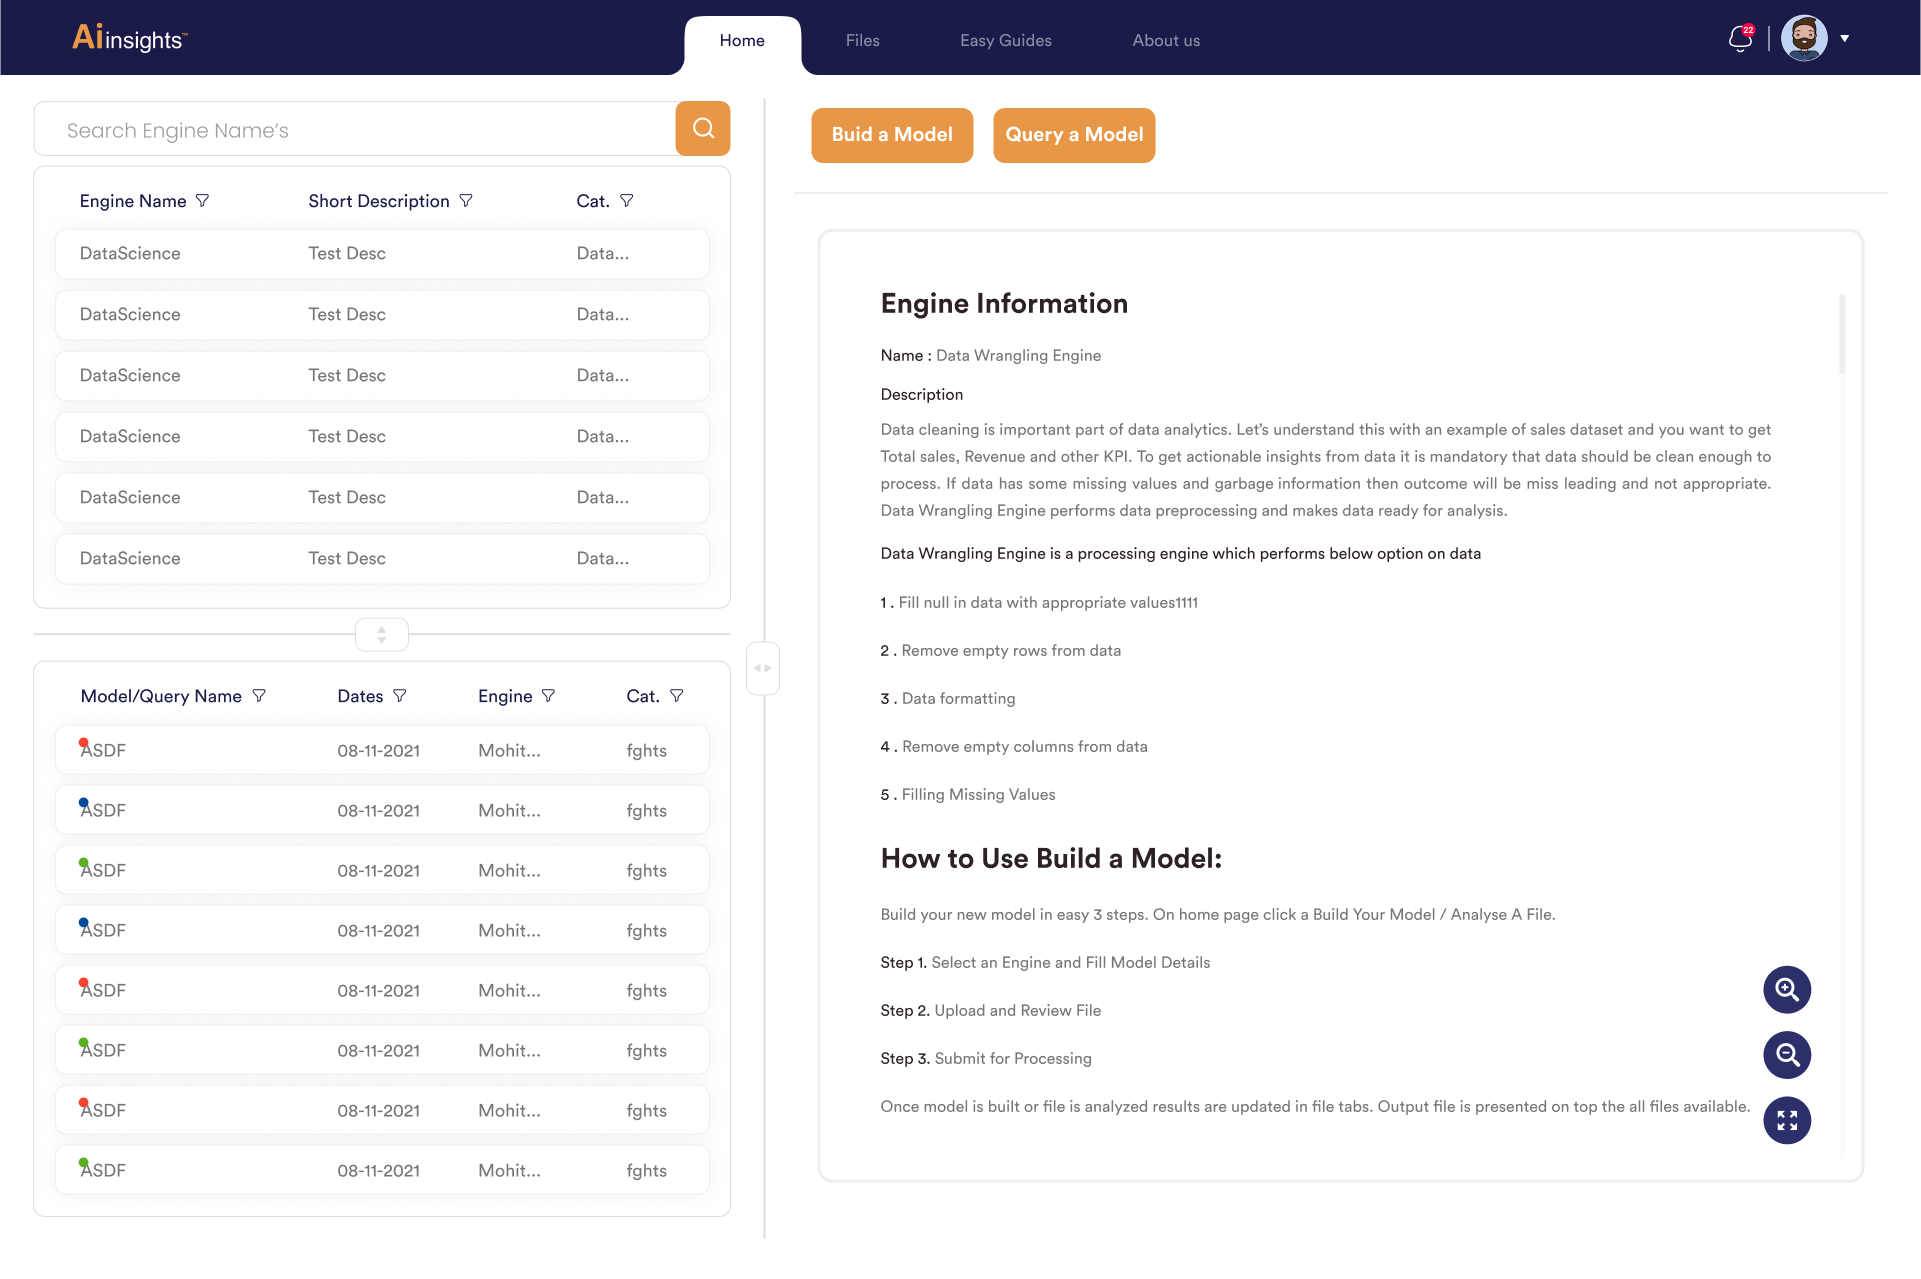 Ai insights™
Home Files Easy Guides About us
22
Search Engine Name's
Buid a Model Query a Model
Engine Name Short Description Cat.
DataScience Test Desc Data...
DataScience Test Desc Data...
DataScience Test Desc Data...
DataScience Test Desc Data...
DataScience Test Desc Data...
DataScience Test Desc Data...
Model/Query Name Dates Engine Cat.
ASDF 08-11-2021 Mohit... fghts
ASDF 08-11-2021 Mohit... fghts
ASDF 08-11-2021 Mohit... fghts
ASDF 08-11-2021 Mohit... fghts
ASDF 08-11-2021 Mohit... fghts
ASDF 08-11-2021 Mohit... fghts
ASDF 08-11-2021 Mohit... fghts
ASDF 08-11-2021 Mohit... fghts
Engine Information
Name : Data Wrangling Engine
Description
Data cleaning is important part of data analytics. Let's understand this with an example of sales dataset and you want to get
Total sales, Revenue and other KPI. To get actionable insights from data it is mandatory that data should be clean enough to
process. If data has some missing values and garbage information then outcome will be miss leading and not appropriate.
Data Wrangling Engine performs data preprocessing and makes data ready for analysis.
Data Wrangling Engine is a processing engine which performs below option on data
1 . Fill null in data with appropriate values1111
2 . Remove empty rows from data
3 . Data formatting
4 . Remove empty columns from data
5 . Filling Missing Values
How to Use Build a Model:
Build your new model in easy 3 steps. On home page click a Build Your Model / Analyse A File.
Step 1. Select an Engine and Fill Model Details
Step 2. Upload and Review File
Step 3. Submit for Processing
Once model is built or file is analyzed results are updated in file tabs. Output file is presented on top the all files available.